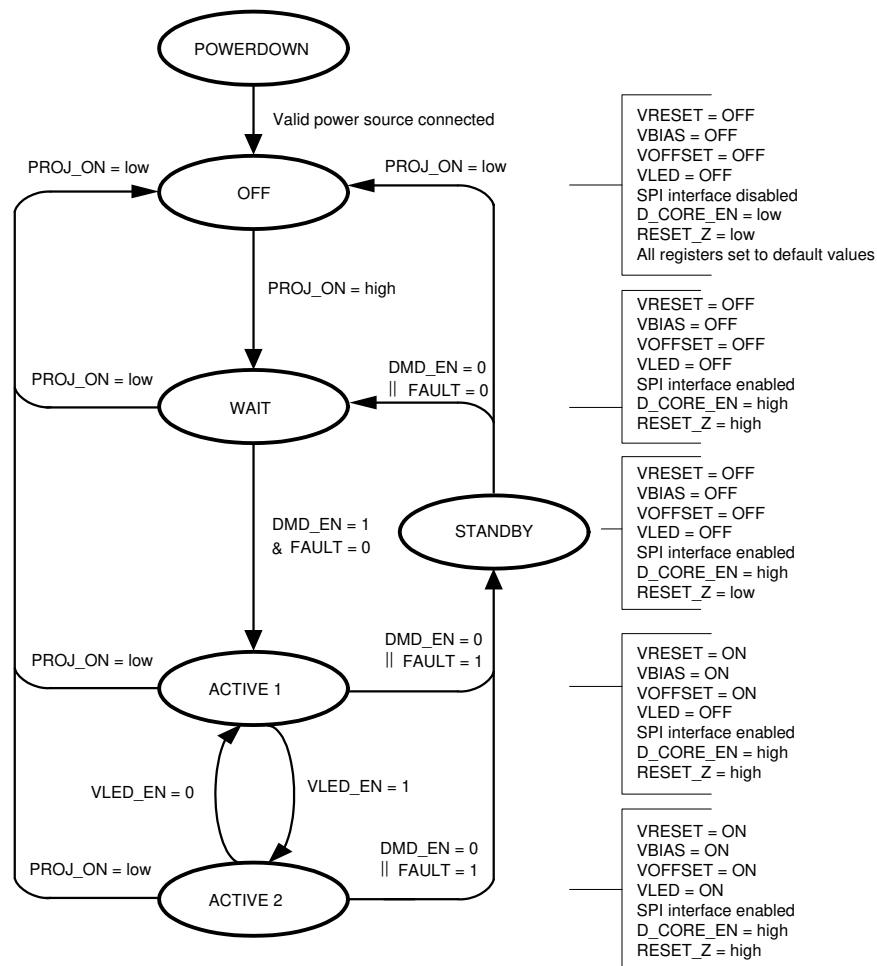 POWERDOWN
Valid power source connected
PROJ_ON = low
PROJ_ON = low
OFF
PROJ_ON = high
PROJ_ON = low
DMD_EN = 0
|| FAULT = 0
WAIT
DMD_EN = 1
& FAULT = 0
STANDBY
PROJ_ON = low
DMD_EN = 0
|| FAULT = 1
ACTIVE 1
VLED_EN = 0
VLED_EN = 1
PROJ_ON = low
DMD_EN = 0
|| FAULT = 1
ACTIVE 2
VRESET = OFF
VBIAS = OFF
VOFFSET = OFF
VLED = OFF
SPI interface disabled
D_CORE_EN = low
RESET_Z = low
All registers set to default values
VRESET = OFF
VBIAS = OFF
VOFFSET = OFF
VLED = OFF
SPI interface enabled
D_CORE_EN = high
RESET_Z = high
VRESET = OFF
VBIAS = OFF
VOFFSET = OFF
VLED = OFF
SPI interface enabled
D_CORE_EN = high
RESET_Z = low
VRESET = ON
VBIAS = ON
VOFFSET = ON
VLED = OFF
SPI interface enabled
D_CORE_EN = high
RESET_Z = high
VRESET = ON
VBIAS = ON
VOFFSET = ON
VLED = ON
SPI interface enabled
D_CORE_EN = high
RESET_Z = high